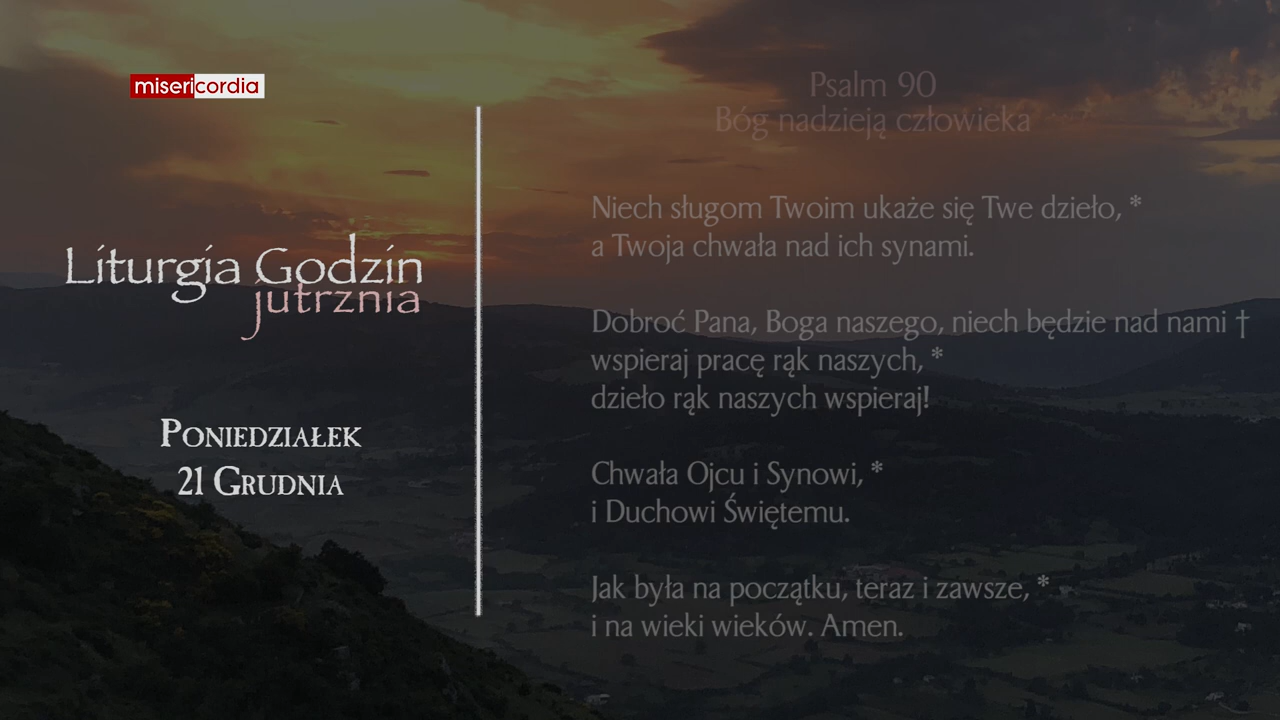 misericordia
Liturgia Godzin
jutrznia
Poniedziałek
21 Grudnia
Psalm 90
Bóg nadzieją człowieka
Niech sługom Twoim ukaże się Twe dzieło, *
a Twoja chwała nad ich synami.
Dobroć Pana, Boga naszego, niech będzie nad nami †
wspieraj pracę rąk naszych, *
dzieło rąk naszych wspieraj!
Chwała Ojcu i Synowi, *
i Duchowi Świętemu.
Jak była na początku, teraz i zawsze, *
i na wieki wieków. Amen.